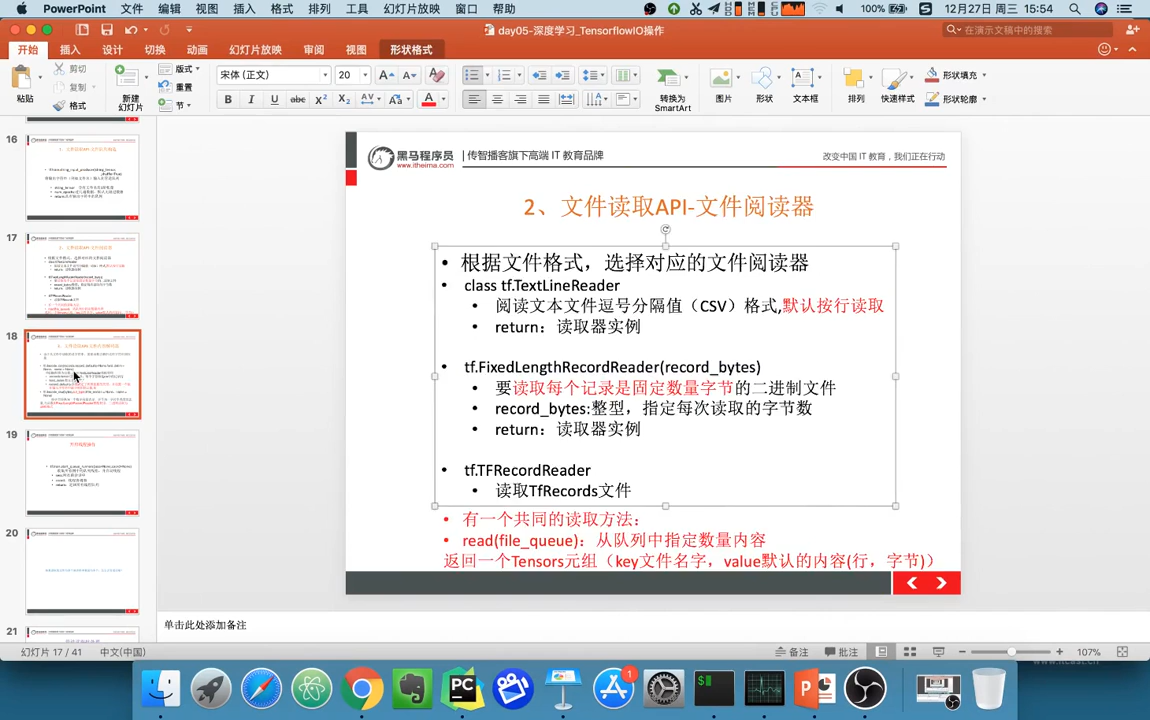 PowerPoint 文件 编辑 视图 插入 格式 排列 工具 幻灯片放映 窗口 帮助 100% 12月27日 周三 15:54
day05-深度学习_TensorflowIO操作
在演示文稿中搜索
开始 插入 设计 切换 动画 幻灯片放映 审阅 视图 形状格式
粘贴
剪切
复制
格式
新建
幻灯片
版式
重置
节
宋体 (正文) 20
转换为
SmartArt
图片
形状
文本框
排列
快速样式
形状填充
形状轮廓
16
17
18
19
20
21
黑马程序员
www.itheima.com
传智播客旗下高端 IT 教育品牌
改变中国 IT 教育，我们正在行动
2、文件读取API-文件阅读器
• 根据文件格式，选择对应的文件阅读器
• class tf.TextLineReader
• 阅读文本文件逗号分隔值（CSV）格式,默认按行读取
• return：读取器实例
tf.FixedLengthRecordReader(record_bytes)
• 要读取每个记录是固定数量字节的二进制文件
• record_bytes:整型，指定每次读取的字节数
• return：读取器实例
• tf.TFRecordReader
• 读取TfRecords文件
• 有一个共同的读取方法：
• read(file_queue)：从队列中指定数量内容
返回一个Tensors元组（key文件名字，value默认的内容(行，字节)）
单击此处添加备注
幻灯片 17 / 41 中文(中国) 备注 批注 107%
www.itcast.cn
PC
1